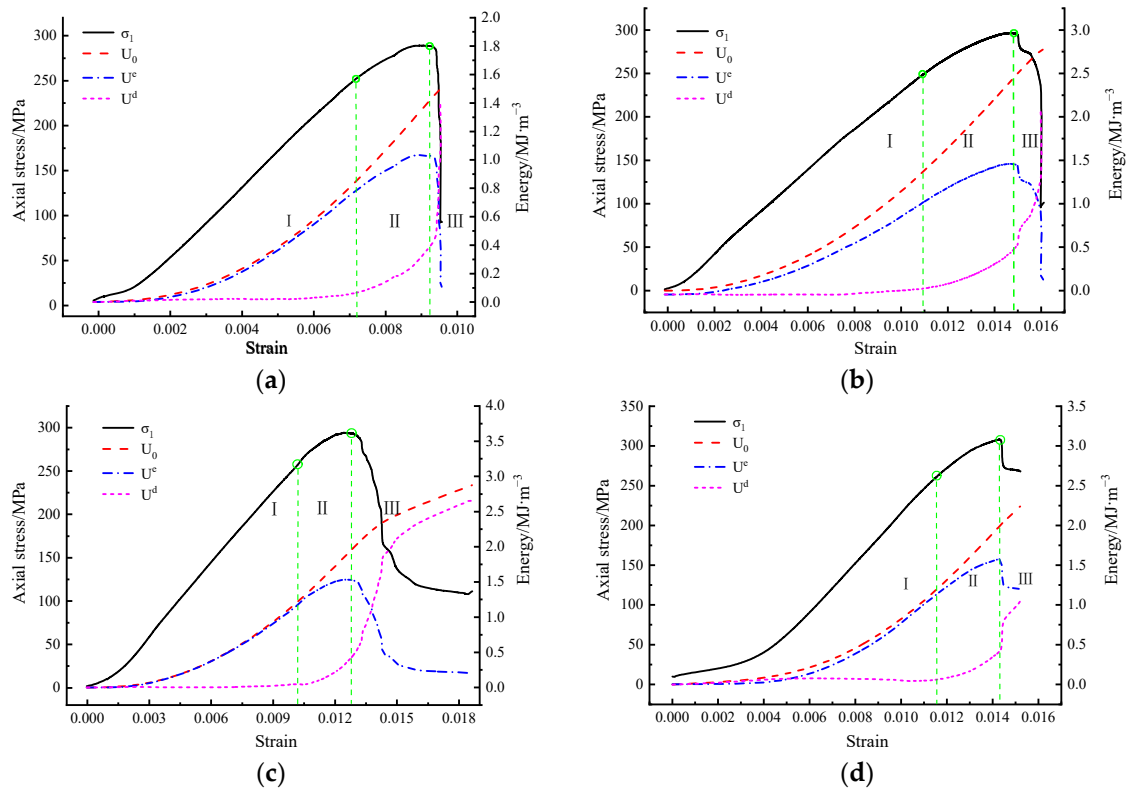 2.0
1.8
1.6
1.4
1.2
1.0
0.8
0.6
0.4
0.2
0.0
300
250
200
150
100
50
0
Axial stress/MPa
Energy/MJ·m⁻³
σ₁
U₀
Uᵉ
Uᵈ
I
II
III
0.000
0.002
0.004
0.006
0.008
0.010
Strain
(a)
300
250
200
150
100
50
0
3.0
2.5
2.0
1.5
1.0
0.5
0.0
Axial stress/MPa
Energy/MJ·m⁻³
σ₁
U₀
Uᵉ
Uᵈ
I
II
III
0.000
0.002
0.004
0.006
0.008
0.010
0.012
0.014
0.016
Strain
(b)
300
250
200
150
100
50
0
4.0
3.5
3.0
2.5
2.0
1.5
1.0
0.5
0.0
Axial stress/MPa
Energy/MJ·m⁻³
σ₁
U₀
Uᵉ
Uᵈ
I
II
III
0.000
0.003
0.006
0.009
0.012
0.015
0.018
Strain
(c)
350
300
250
200
150
100
50
0
3.5
3.0
2.5
2.0
1.5
1.0
0.5
0.0
Axial stress/MPa
Energy/MJ·m⁻³
σ₁
U₀
Uᵉ
Uᵈ
I
II
III
0.000
0.002
0.004
0.006
0.008
0.010
0.012
0.014
0.016
Strain
(d)